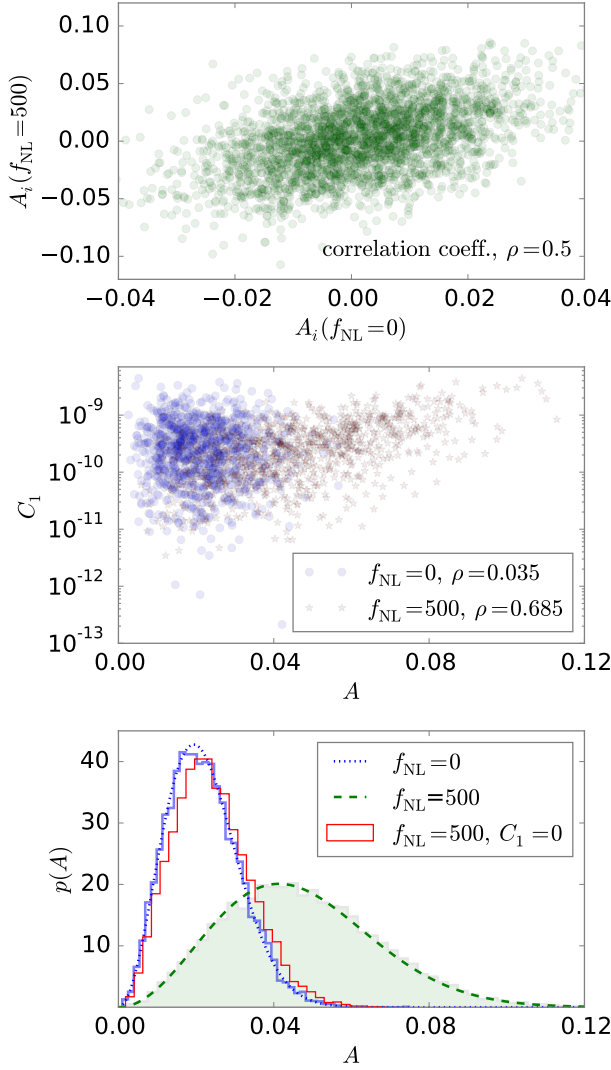 0.10
0.05
0.00
−0.05
−0.10
A_i(f_NL=500)
correlation coeff., ρ=0.5
−0.04 −0.02 0.00 0.02 0.04
A_i(f_NL=0)
10⁻⁹
10⁻¹⁰
10⁻¹¹
10⁻¹²
10⁻¹³
C₁
f_NL=0, ρ=0.035
f_NL=500, ρ=0.685
0.00 0.04 0.08 0.12
A
40
30
20
10
p(A)
f_NL=0
f_NL=500
f_NL=500, C₁=0
0.00 0.04 0.08 0.12
A